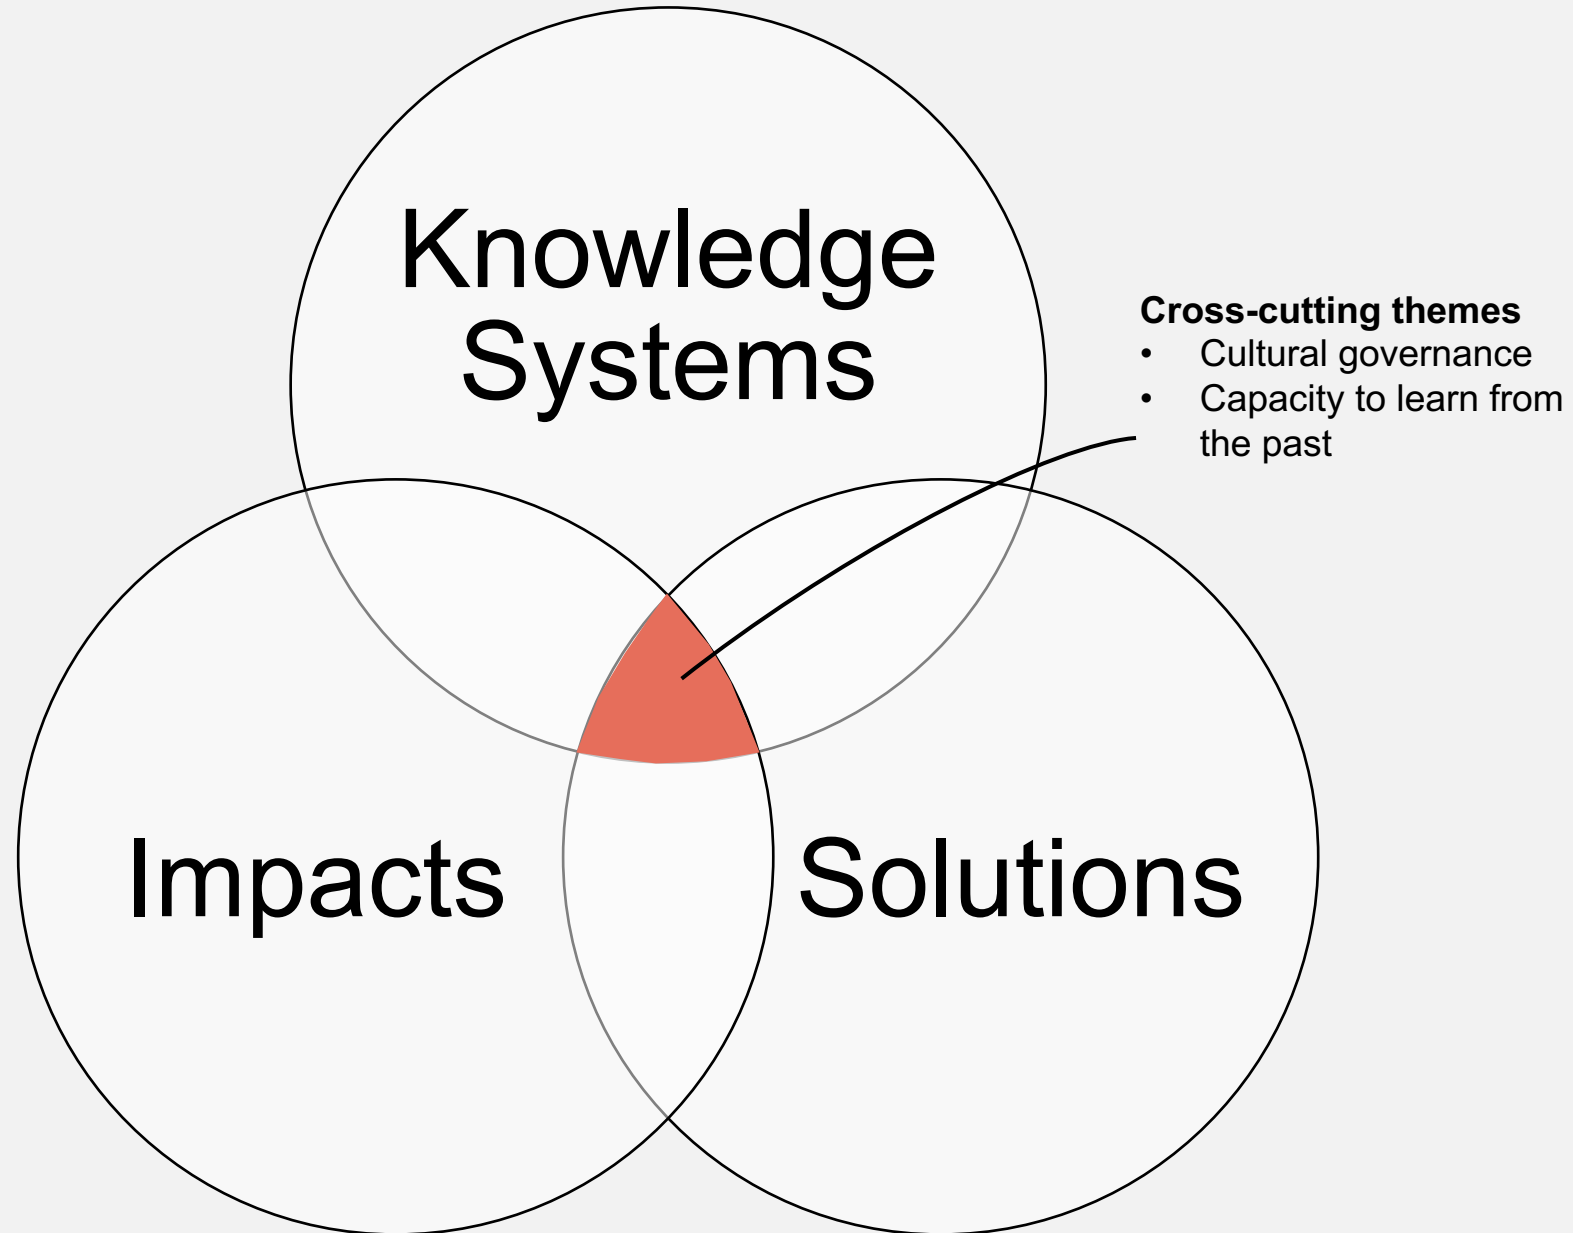 Knowledge
Systems
Cross-cutting themes
• Cultural governance
• Capacity to learn from
the past
Impacts
Solutions